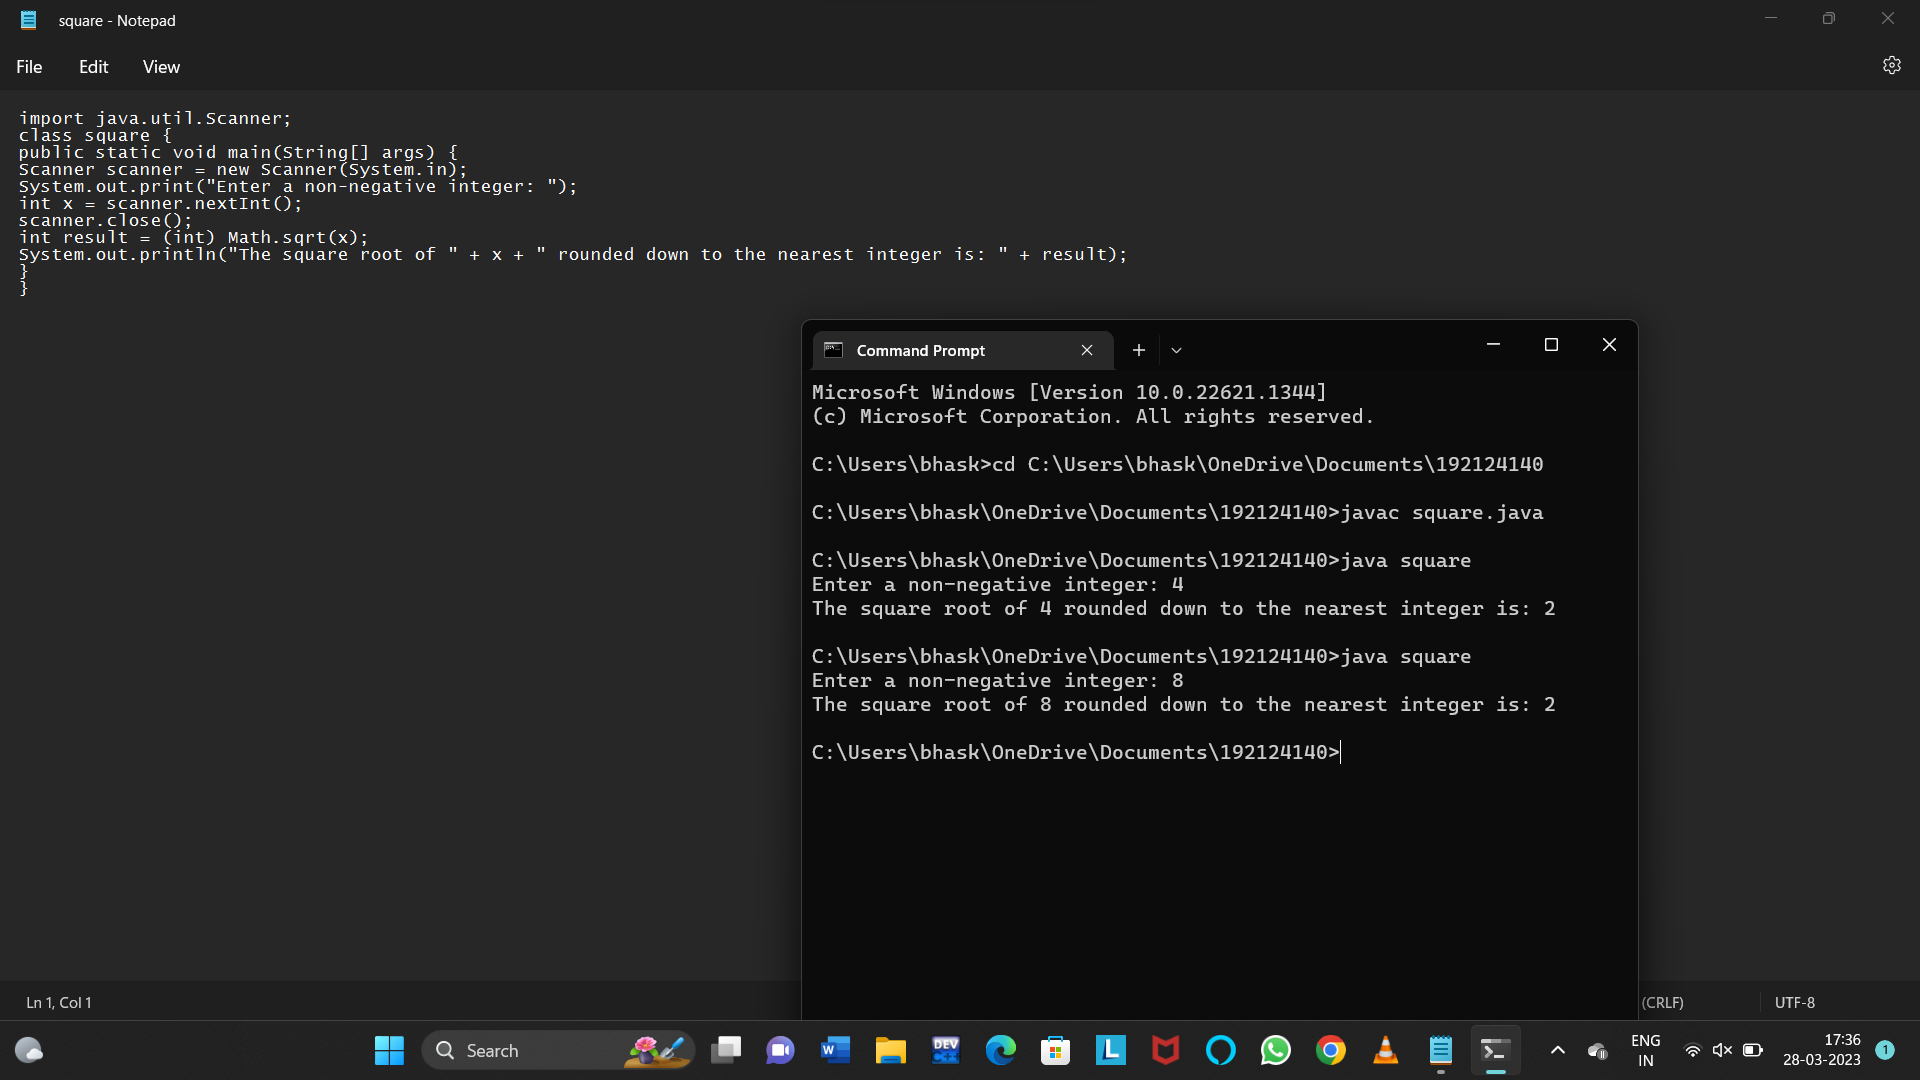 square - Notepad
File Edit View
import java.util.Scanner;
class square {
public static void main(String[] args) {
Scanner scanner = new Scanner(System.in);
System.out.print("Enter a non-negative integer: ");
int x = scanner.nextInt();
scanner.close();
int result = (int) Math.sqrt(x);
System.out.println("The square root of " + x + " rounded down to the nearest integer is: " + result);
}
}
Command Prompt
Microsoft Windows [Version 10.0.22621.1344]
(c) Microsoft Corporation. All rights reserved.
C:\Users\bhask>cd C:\Users\bhask\OneDrive\Documents\192124140
C:\Users\bhask\OneDrive\Documents\192124140>javac square.java
C:\Users\bhask\OneDrive\Documents\192124140>java square
Enter a non-negative integer: 4
The square root of 4 rounded down to the nearest integer is: 2
C:\Users\bhask\OneDrive\Documents\192124140>java square
Enter a non-negative integer: 8
The square root of 8 rounded down to the nearest integer is: 2
C:\Users\bhask\OneDrive\Documents\192124140>
Ln 1, Col 1
(CRLF)
UTF-8
Search
W
DEV
C++
L
ENG
IN
17:36
28-03-2023
1